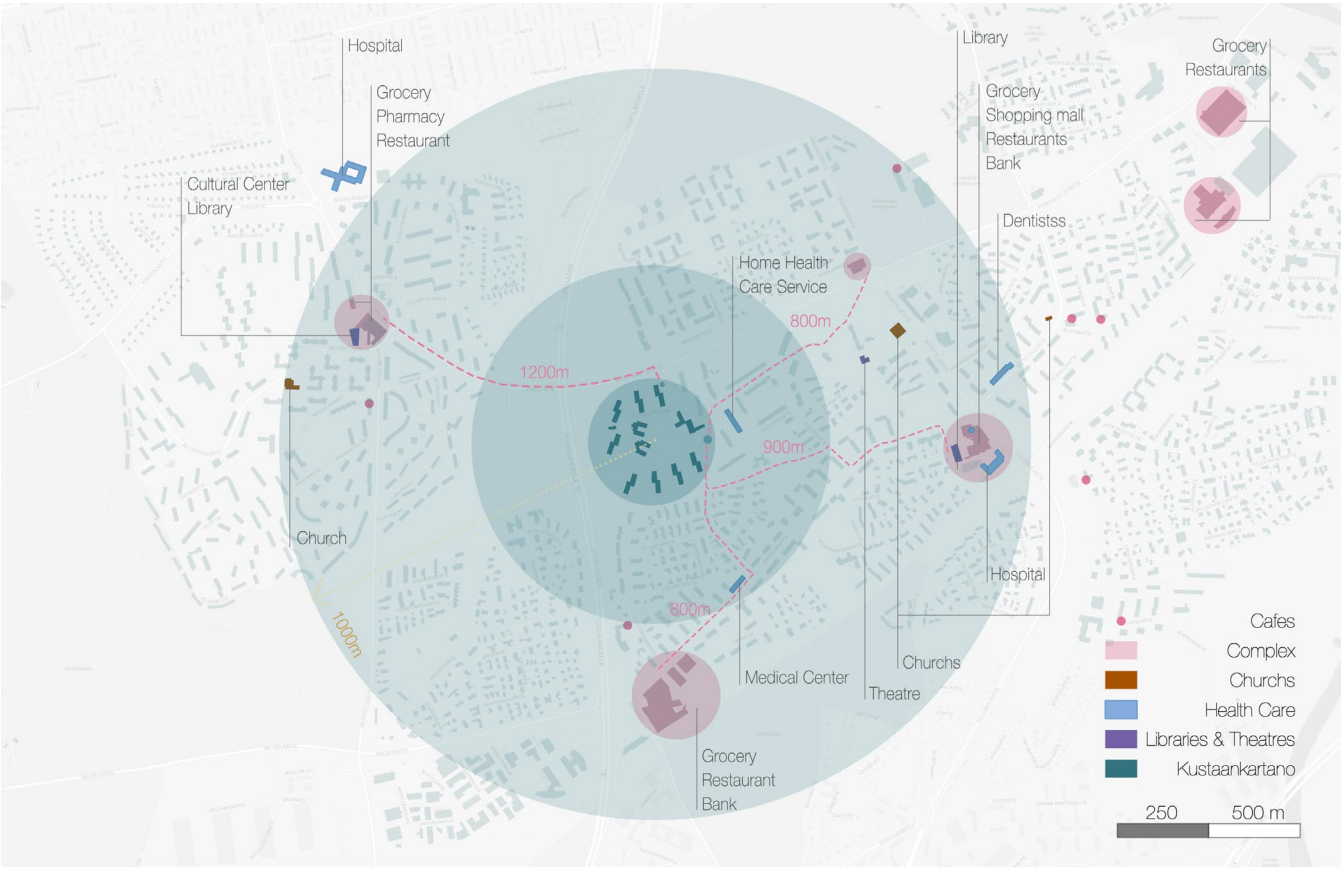 Hospital
Grocery
Pharmacy
Restaurant
Cultural Center
Library
Library
Grocery
Shopping mall
Restaurants
Bank
Grocery
Restaurants
Dentistss
Home Health
Care Service
800m
1200m
900m
Church
1000m
800m
Hospital
Medical Center
Churchs
Theatre
Grocery
Restaurant
Bank
Cafes
Complex
Churchs
Health Care
Libraries & Theatres
Kustaankartano
250 500 m